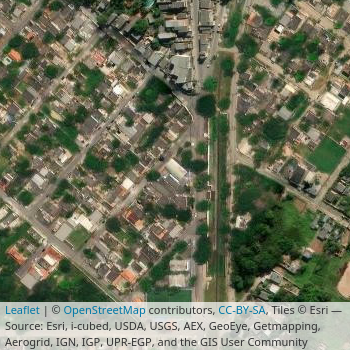 Leaflet | © OpenStreetMap contributors, CC-BY-SA, Tiles © Esri —
Source: Esri, i-cubed, USDA, USGS, AEX, GeoEye, Getmapping,
Aerogrid, IGN, IGP, UPR-EGP, and the GIS User Community